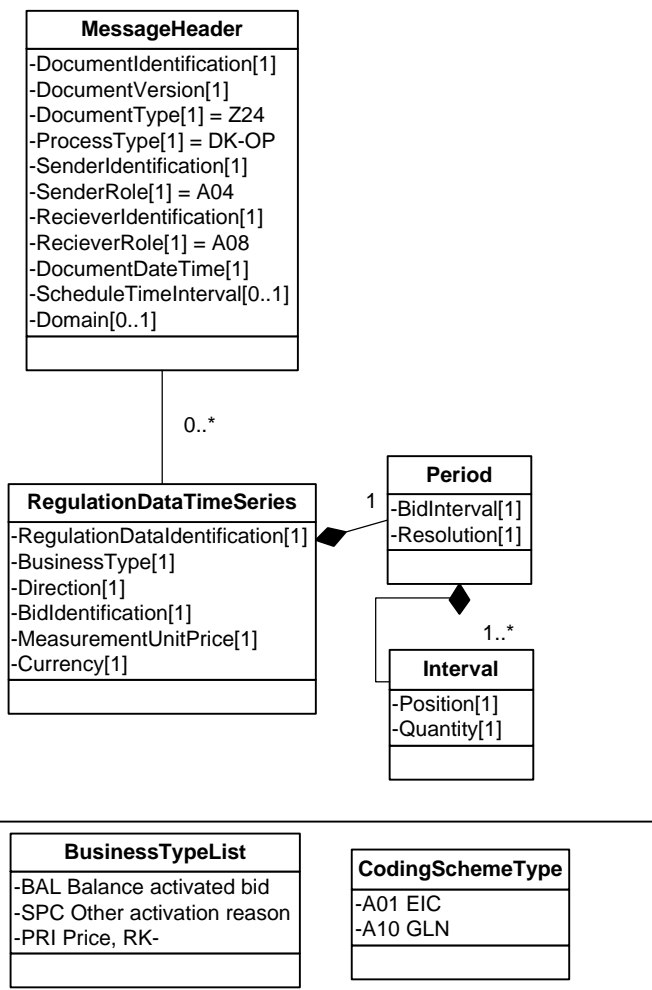 MessageHeader
-DocumentIdentification[1]
-DocumentVersion[1]
-DocumentType[1] = Z24
-ProcessType[1] = DK-OP
-SenderIdentification[1]
-SenderRole[1] = A04
-RecieverIdentification[1]
-RecieverRole[1] = A08
-DocumentDateTime[1]
-ScheduleTimeInterval[0..1]
-Domain[0..1]
0..*
RegulationDataTimeSeries
-RegulationDataIdentification[1]
-BusinessType[1]
-Direction[1]
-BidIdentification[1]
-MeasurementUnitPrice[1]
-Currency[1]
1
Period
-BidInterval[1]
-Resolution[1]
1..*
Interval
-Position[1]
-Quantity[1]
BusinessTypeList
-BAL Balance activated bid
-SPC Other activation reason
-PRI Price, RK-
CodingSchemeType
-A01 EIC
-A10 GLN